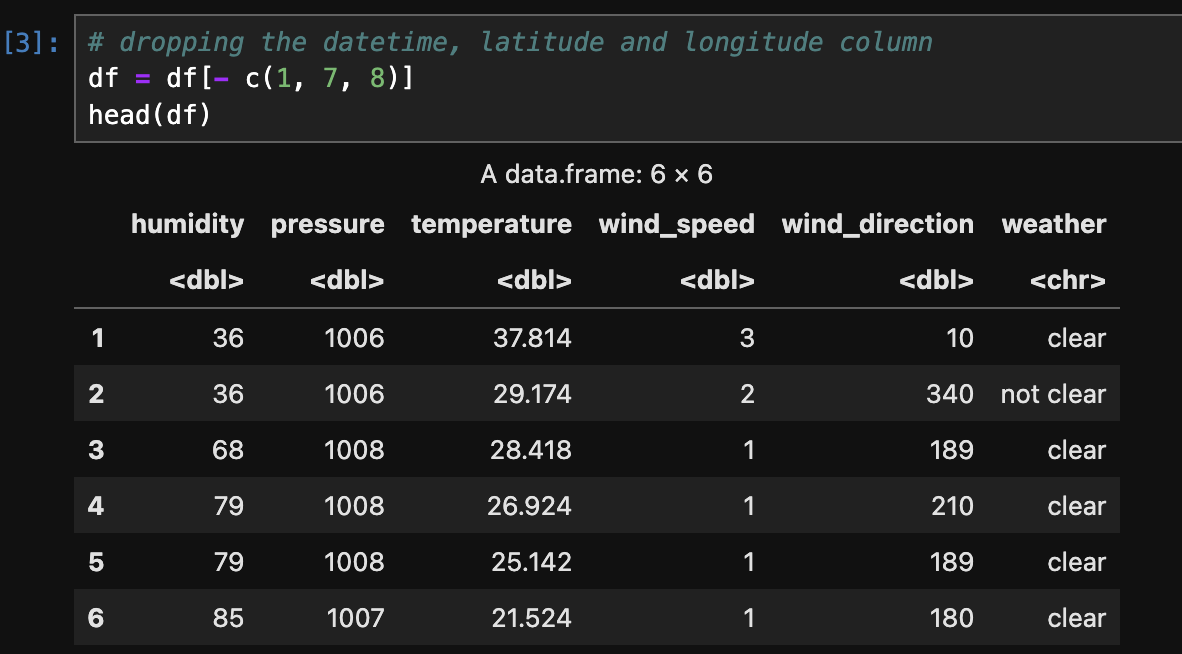 [3]: # dropping the datetime, latitude and longitude column
df = df[- c(1, 7, 8)]
head(df)
A data.frame: 6 × 6
humidity pressure temperature wind_speed wind_direction weather
<dbl> <dbl> <dbl> <dbl> <dbl> <chr>
1 36 1006 37.814 3 10 clear
2 36 1006 29.174 2 340 not clear
3 68 1008 28.418 1 189 clear
4 79 1008 26.924 1 210 clear
5 79 1008 25.142 1 189 clear
6 85 1007 21.524 1 180 clear